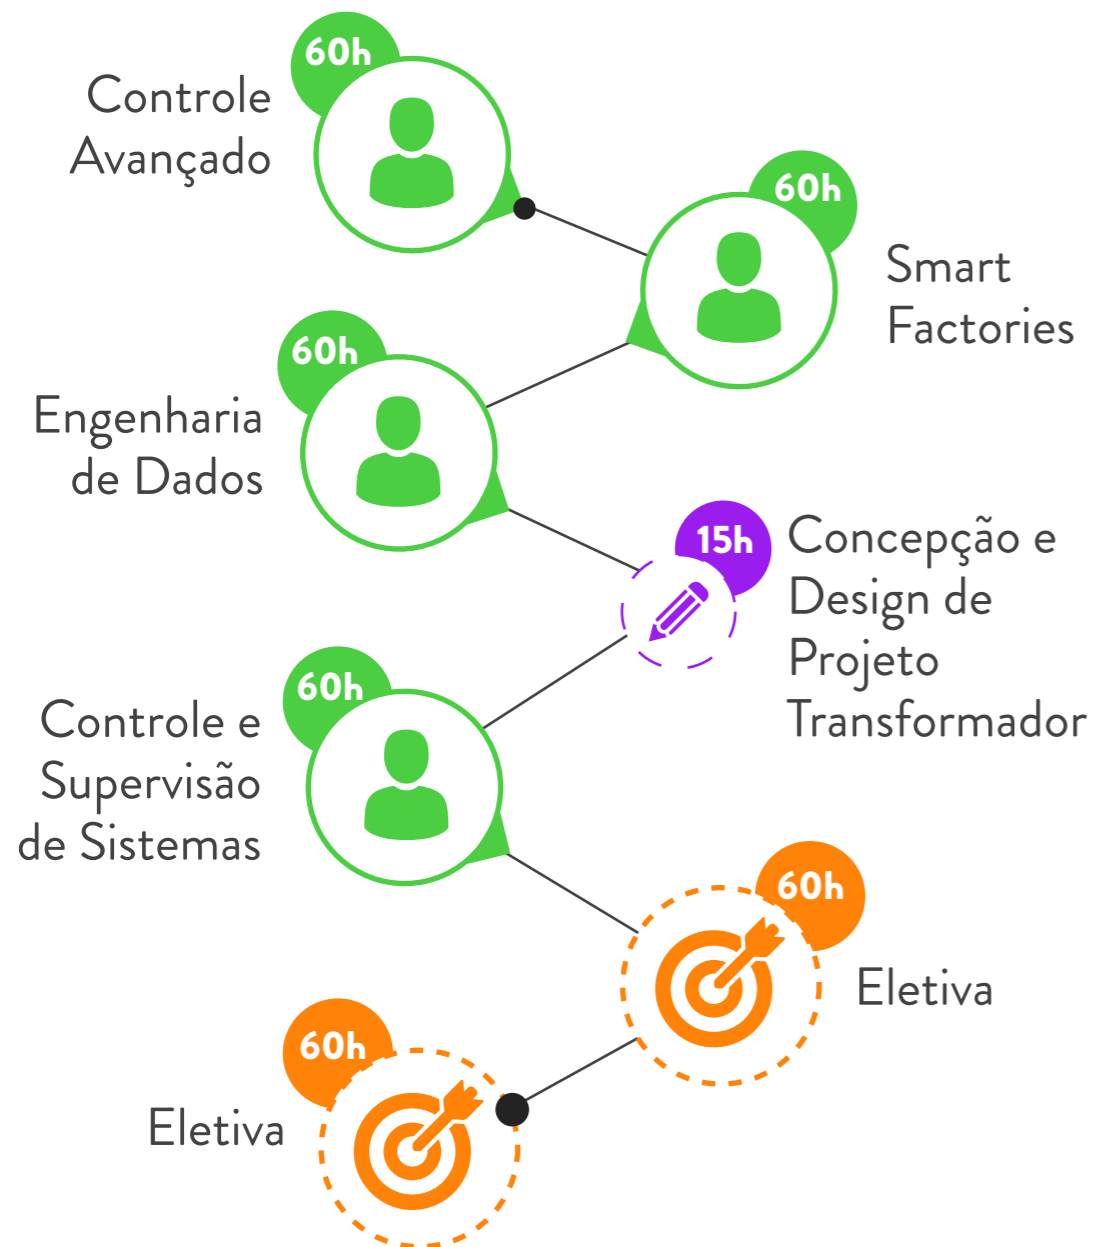 60h
Controle
Avançado
60h
Smart
Factories
60h
Engenharia
de Dados
15h
Concepção e
Design de
Projeto
Transformador
60h
Controle e
Supervisão
de Sistemas
60h
Eletiva
60h
Eletiva